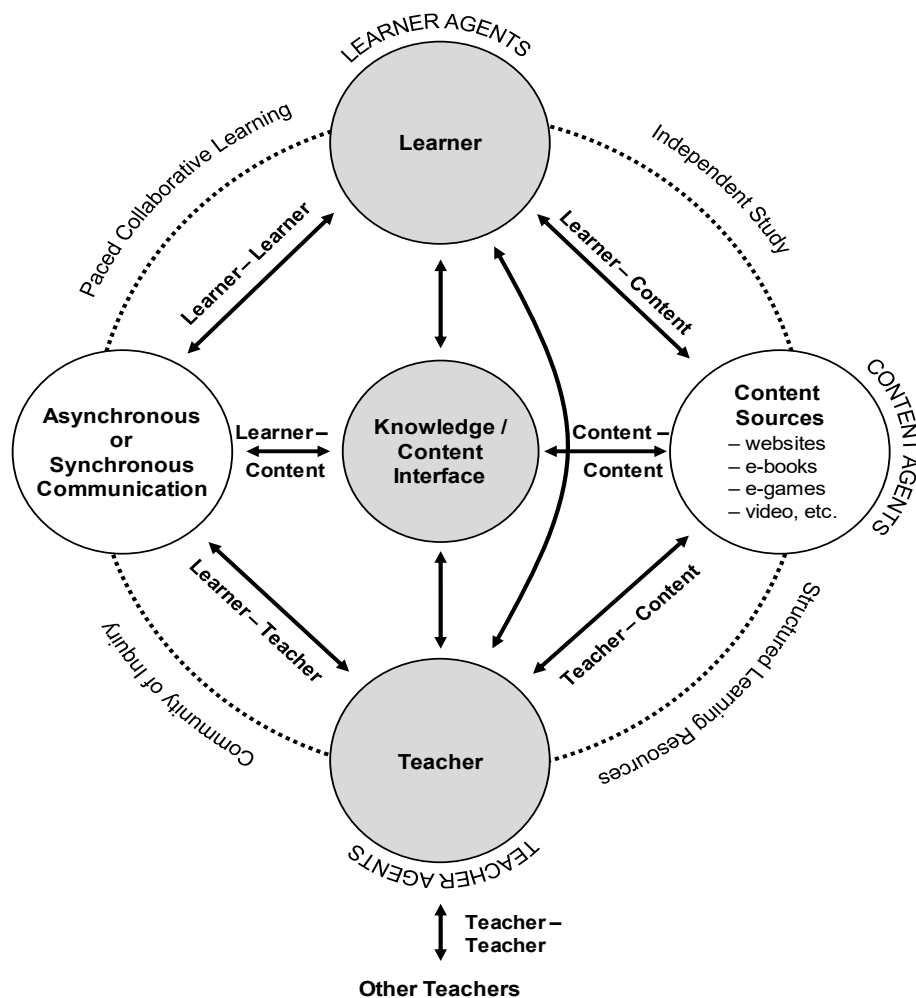 LEARNER AGENTS
Learner
Paced Collaborative Learning
Independent Study
Learner – Learner
Learner – Content
CONTENT AGENTS
Asynchronous
or
Synchronous
Communication
Learner –
Content
Knowledge /
Content
Interface
Content –
Content
Content
Sources
– websites
– e-books
– e-games
– video, etc.
Learner – Teacher
Teacher – Content
Community of Inquiry
Structured Learning Resources
Teacher
TEACHER AGENTS
Teacher –
Teacher
Other Teachers